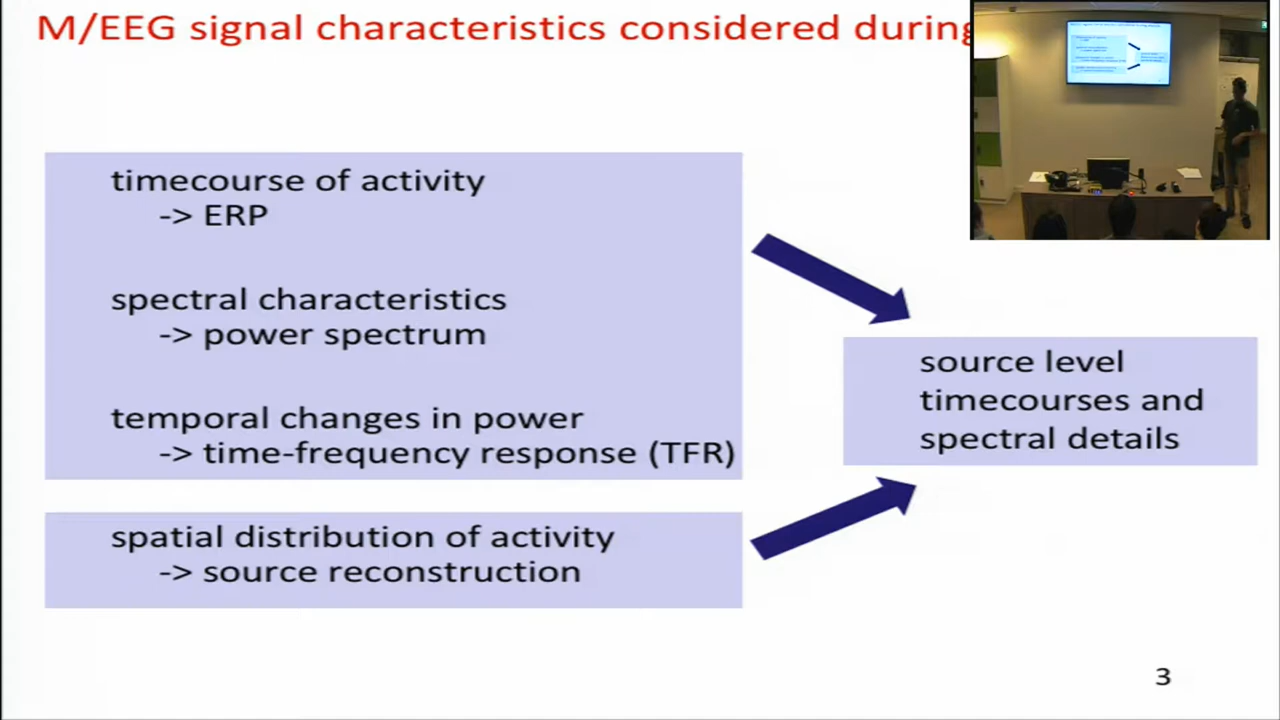 M/EEG signal characteristics considered during
timecourse of activity
-> ERP
spectral characteristics
-> power spectrum
temporal changes in power
-> time-frequency response (TFR)
spatial distribution of activity
-> source reconstruction
source level
timecourses and
spectral details
3